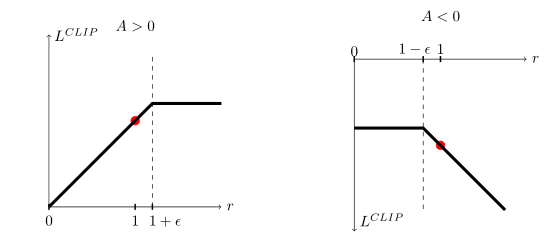 A > 0
L^{CLIP}
0 1 1 + ϵ r
A < 0
0 1 − ϵ 1 r
L^{CLIP}